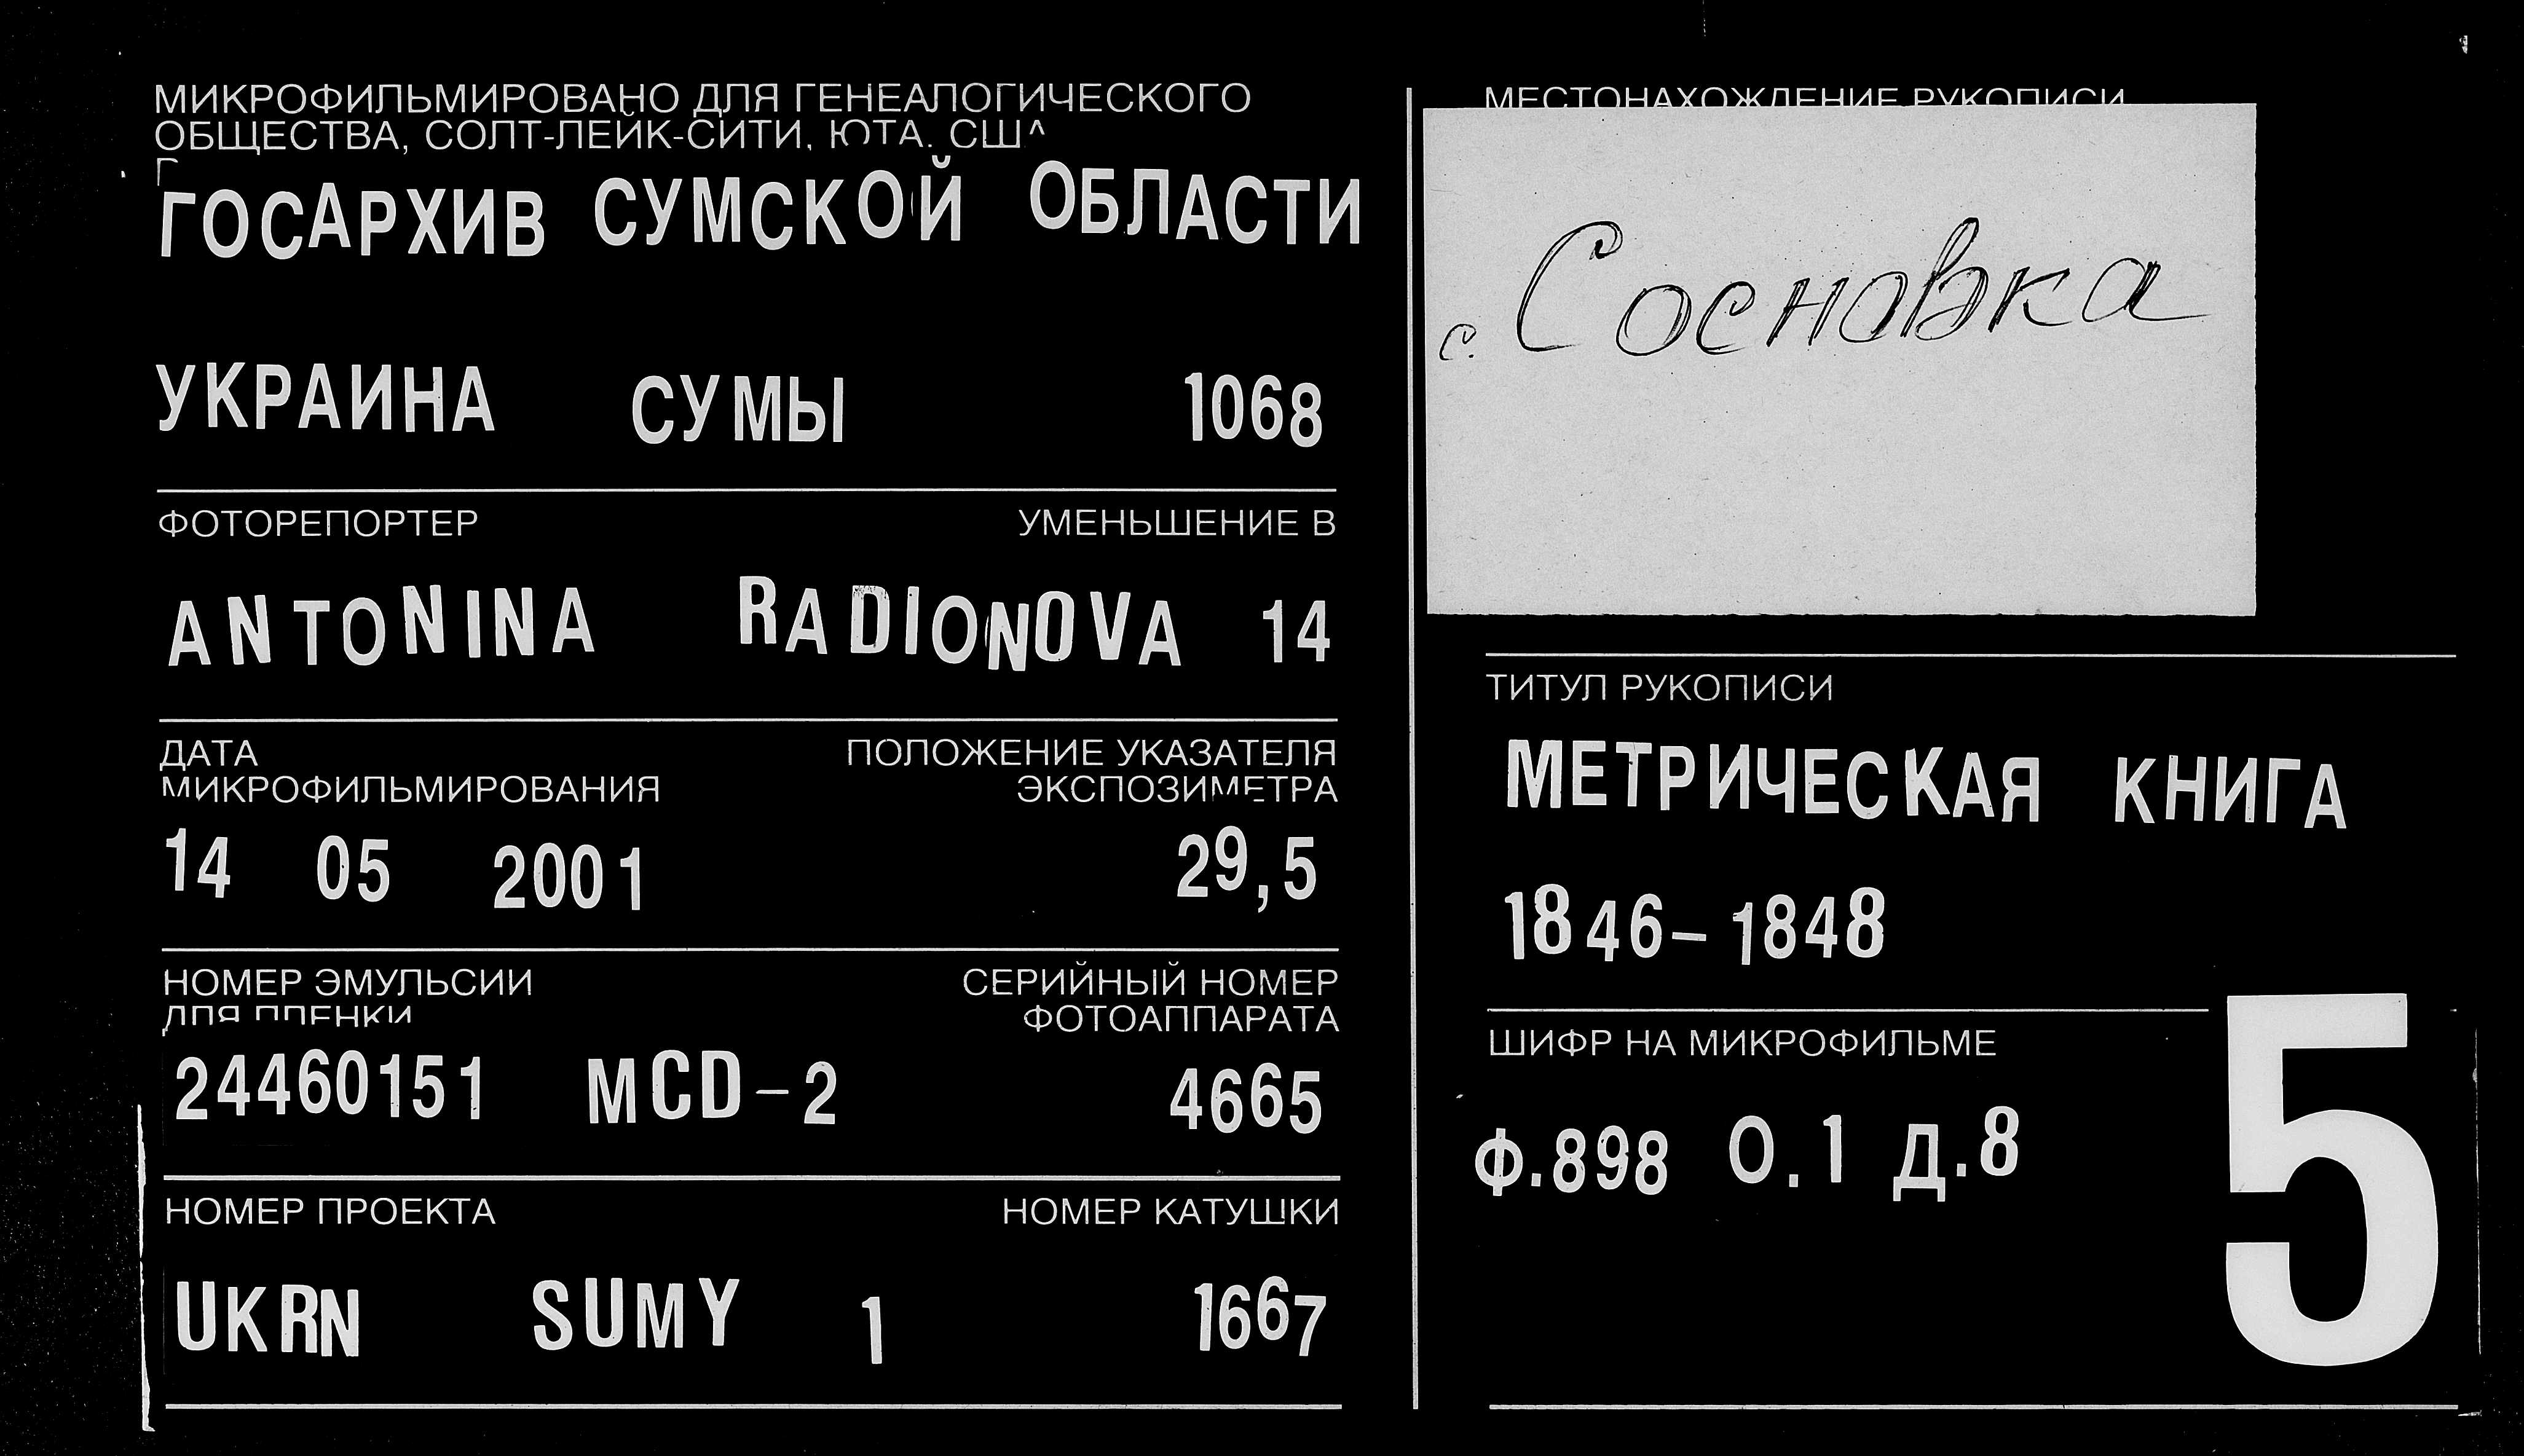 МИКРОФИЛЬМИРОВАНО ДЛЯ ГЕНЕАЛОГИЧЕСКОГО
ОБЩЕСТВА, СОЛТ-ЛЕЙК-СИТИ, ЮТА, США
ГОСАРХИВ СУМСКОЙ ОБЛАСТИ
УКРАИНА СУМЫ 1068
ФОТОРЕПОРТЕР УМЕНЬШЕНИЕ В
ANTONINA RADIONOVA 14
ДАТА ПОЛОЖЕНИЕ УКАЗАТЕЛЯ
МИКРОФИЛЬМИРОВАНИЯ ЭКСПОЗИМЕТРА
14 05 2001 29,5
НОМЕР ЭМУЛЬСИИ СЕРИЙНЫЙ НОМЕР
ДЛЯ ПЛЕНКИ ФОТОАППАРАТА
24460151 MCD-2 4665
НОМЕР ПРОЕКТА НОМЕР КАТУШКИ
UKRN SUMY 1 1667
МЕСТОНАХОЖДЕНИЕ РУКОПИСИ
с. Сосновка
ТИТУЛ РУКОПИСИ
МЕТРИЧЕСКАЯ КНИГА
1846-1848
ШИФР НА МИКРОФИЛЬМЕ
Ф.898 О.1 Д.8
5